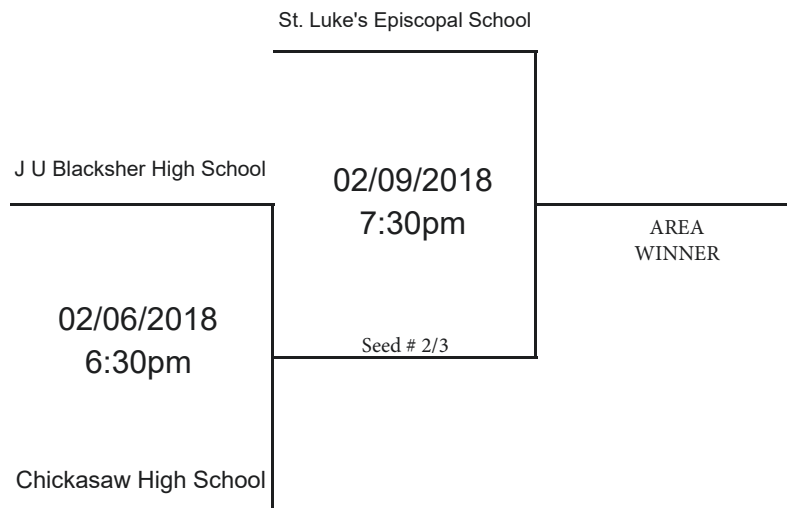 St. Luke's Episcopal School
J U Blacksher High School
02/09/2018
7:30pm
AREA
WINNER
02/06/2018
6:30pm
Seed # 2/3
Chickasaw High School